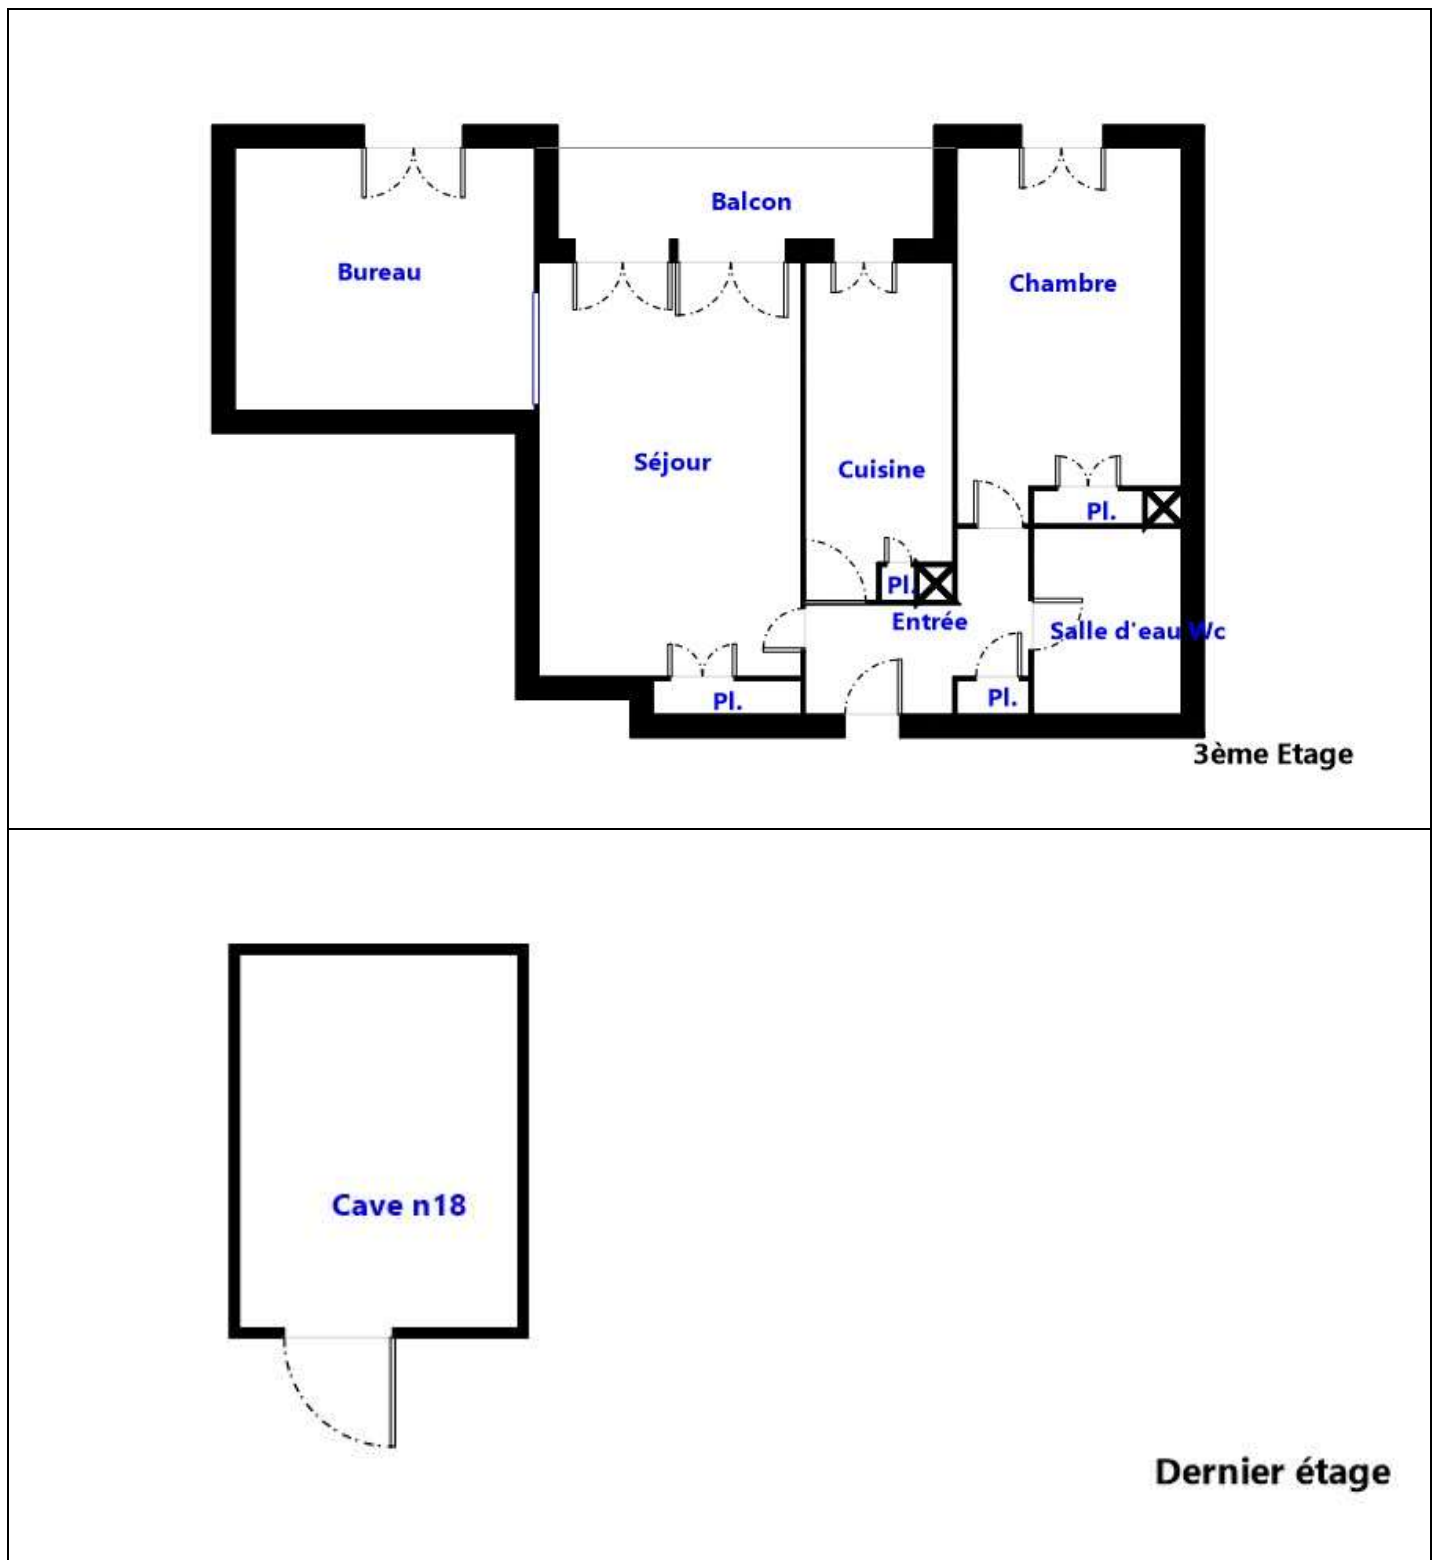 Balcon
Bureau
Chambre
Séjour
Cuisine
Pl.
Pl.
Entrée
Salle d'eau Wc
Pl.
Pl.
3ème Etage
Cave n18
Dernier étage